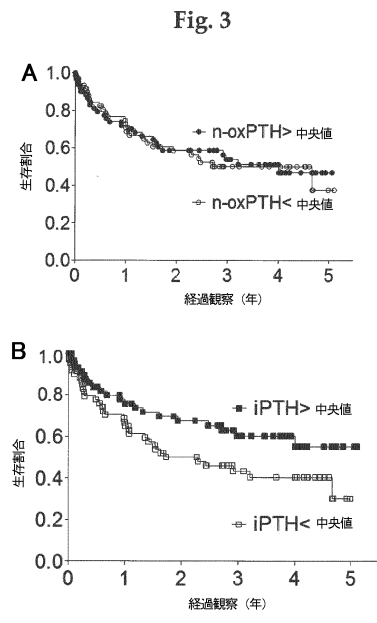 Fig. 3
A
1.0
0.8
0.6
0.4
0.2
0.0
生存割合
n-oxPTH> 中央値
n-oxPTH< 中央値
0 1 2 3 4 5
経過観察（年）
B
1.0
0.8
0.6
0.4
0.2
0.0
生存割合
iPTH> 中央値
iPTH< 中央値
0 1 2 3 4 5
経過観察（年）